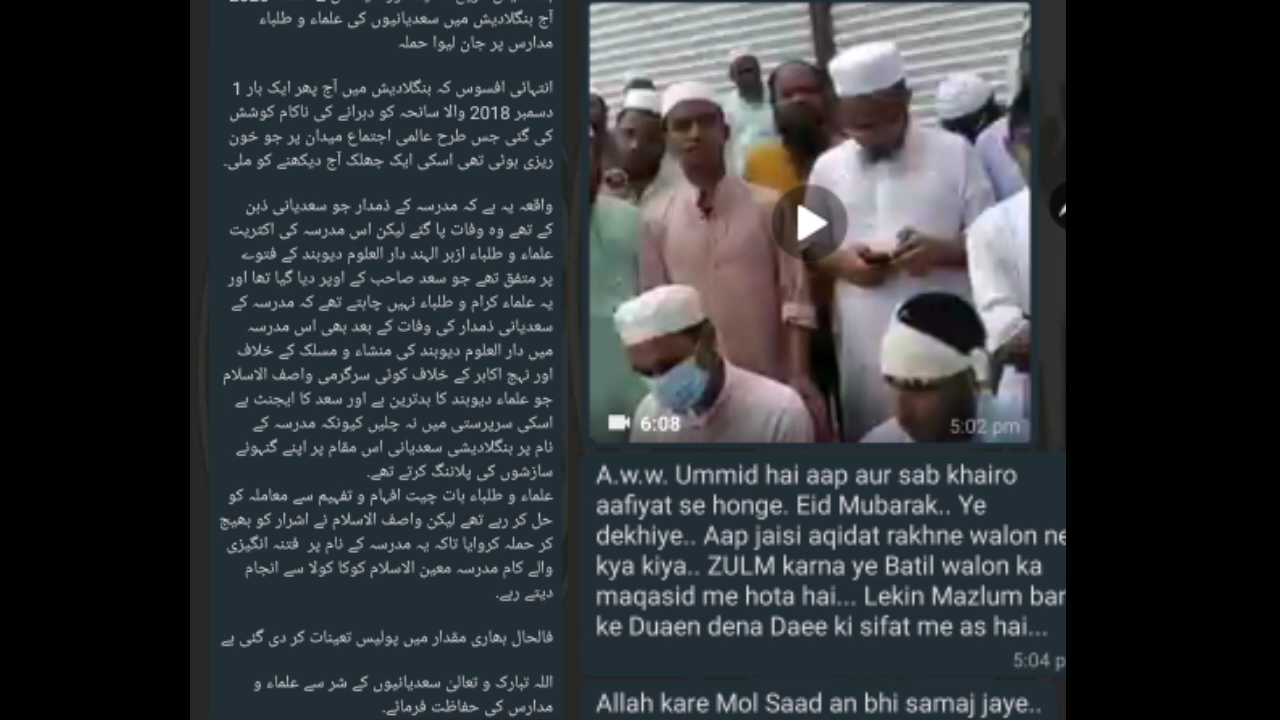 آج بنگلادیش میں سعدیانیوں کی علماء و طلباء
مدارس پر جان لیوا حملہ
انتہائی افسوس کہ بنگلادیش میں آج پھر ایک بار 1
دسمبر 2018 والا سانحہ کو دہرانے کی ناکام کوشش
کی گئی جس طرح عالمی اجتماع میدان پر جو خون
ریزی ہوئی تھی اسکی ایک جھلک آج دیکھنے کو ملی.
واقعہ یہ ہے کہ مدرسہ کے ذمدار جو سعدیانی ذہن
کے تھے وہ وفات پا گئے لیکن اس مدرسہ کی اکثریت
علماء و طلباء ازہر الہند دار العلوم دیوبند کے فتوے
پر متفق تھے جو سعد صاحب کے اوپر دیا گیا تھا اور
یہ علماء کرام و طلباء نہیں چاہتے تھے کہ مدرسہ کے
سعدیانی ذمدار کی وفات کے بعد بھی اس مدرسہ
میں دار العلوم دیوبند کی منشاء و مسلک کے خلاف
اور نہج اکابر کے خلاف کوئی سرگرمی واصف الاسلام
جو علماء دیوبند کا بدترین ہے اور سعد کا ایجنٹ ہے
اسکی سرپرستی میں نہ چلیں کیونکہ مدرسہ کے
نام پر بنگلادیشی سعدیانی اس مقام پر اپنے گنہونے
سازشوں کی پلاننگ کرتے تھے.
علماء و طلباء بات چیت افہام و تفہیم سے معاملہ کو
حل کر رہے تھے لیکن واصف الاسلام نے اشرار کو بھیج
کر حملہ کروایا تاکہ یہ مدرسہ کے نام پر فتنہ انگیزی
والے کام مدرسہ معین الاسلام کوکا کولا سے انجام
دیتے رہے.
فالحال بھاری مقدار میں پولیس تعینات کر دی گئی ہے
اللہ تبارک و تعالیٰ سعدیانیوں کے شر سے علماء و
مدارس کی حفاظت فرمائے.
6:08
5:02 pm
A.w.w. Ummid hai aap aur sab khairo
aafiyat se honge. Eid Mubarak.. Ye
dekhiye.. Aap jaisi aqidat rakhne walon ne
kya kiya.. ZULM karna ye Batil walon ka
maqasid me hota hai... Lekin Mazlum ban
ke Duaen dena Daee ki sifat me as hai...
5:04 p
Allah kare Mol Saad an bhi samaj jaye..